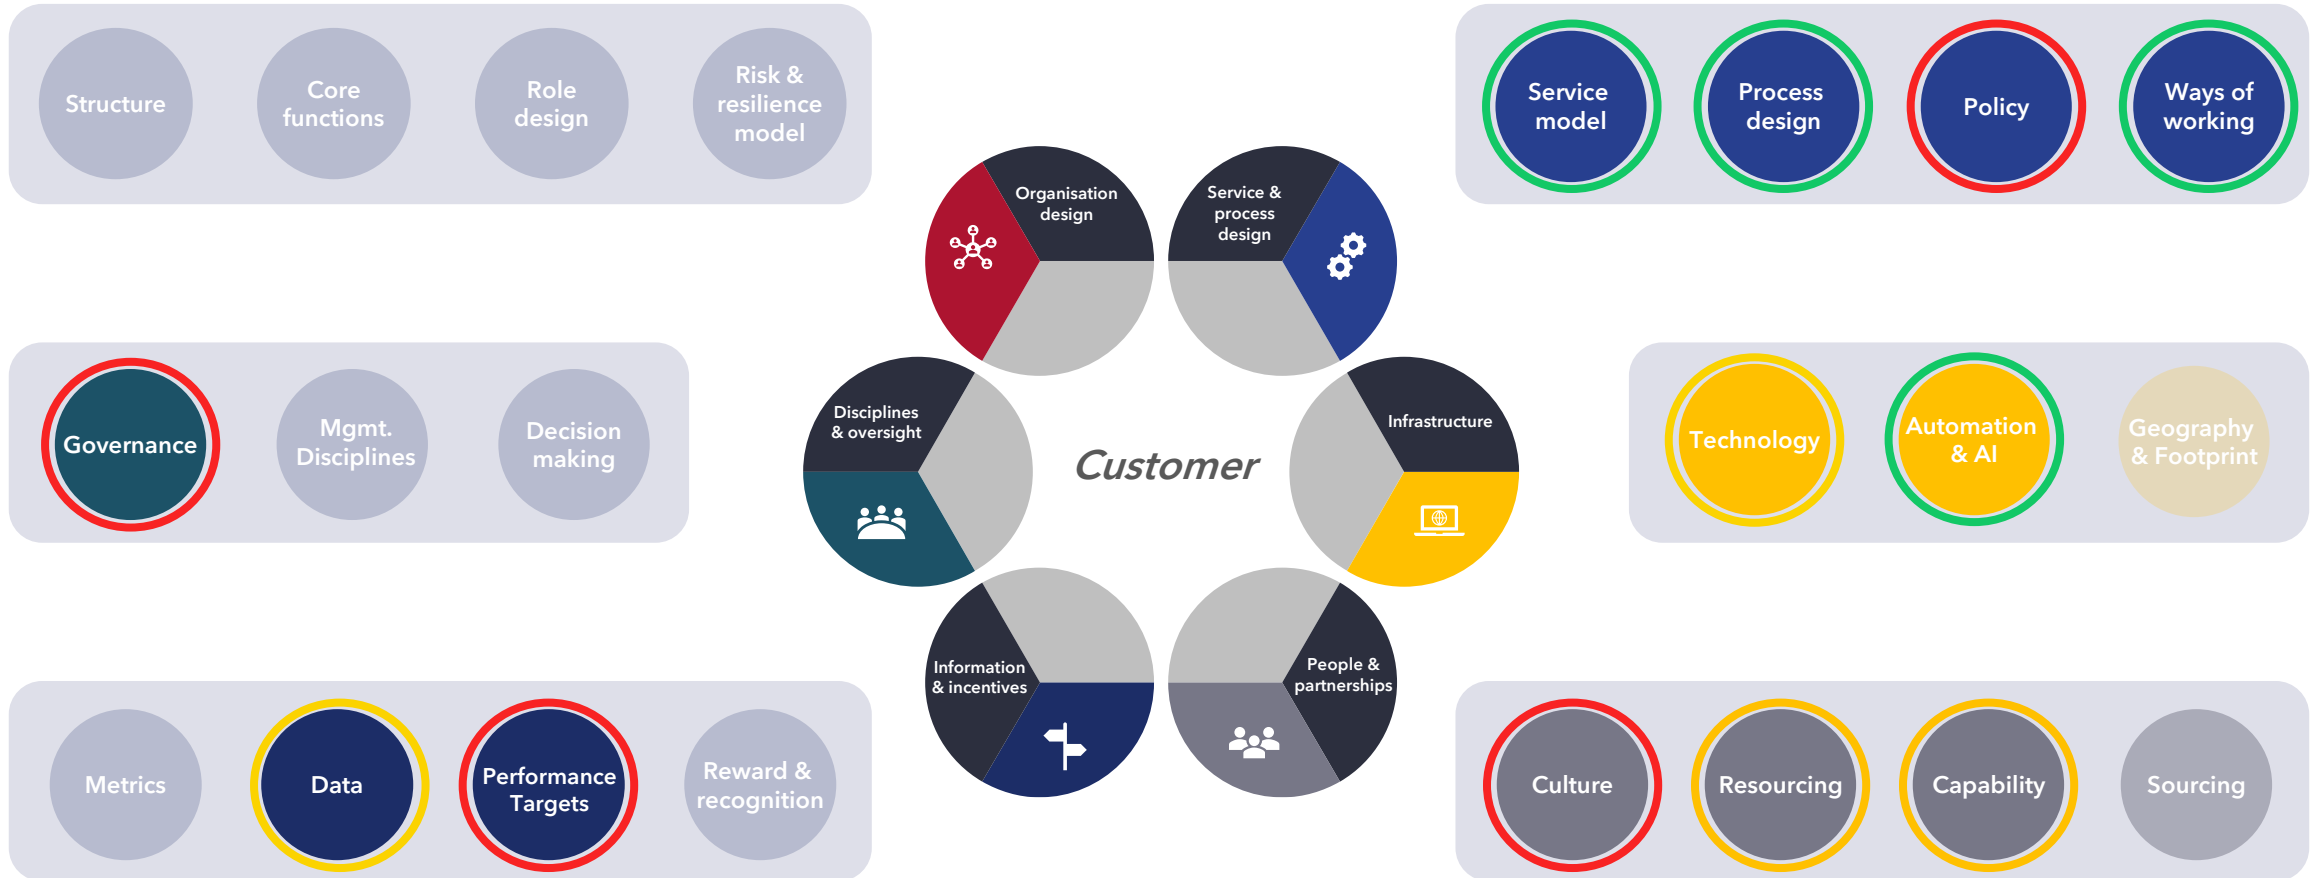 Structure
Core
functions
Role
design
Risk &
resilience
model
Service
model
Process
design
Policy
Ways of
working
Organisation
design
Service &
process
design
Governance
Mgmt.
Disciplines
Decision
making
Disciplines
& oversight
Customer
Infrastructure
Technology
Automation
& AI
Geography
& Footprint
Information
& incentives
People &
partnerships
Metrics
Data
Performance
Targets
Reward &
recognition
Culture
Resourcing
Capability
Sourcing